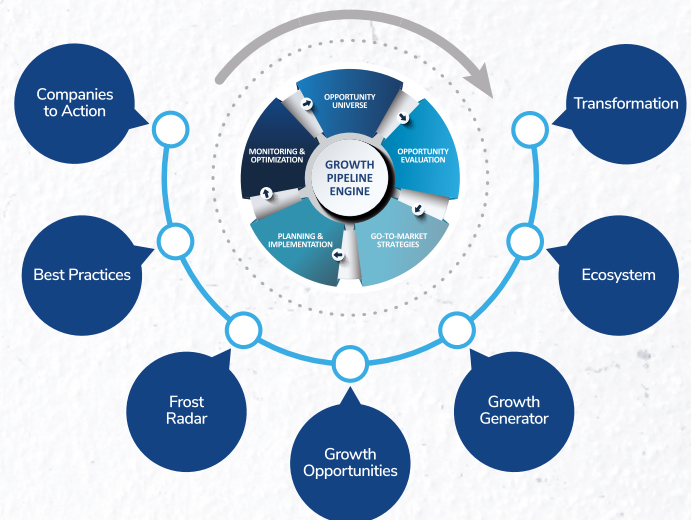 Companies
to Action
Best Practices
Frost
Radar
Growth
Opportunities
Growth
Generator
Ecosystem
Transformation
OPPORTUNITY
UNIVERSE
OPPORTUNITY
EVALUATION
GO-TO-MARKET
STRATEGIES
PLANNING &
IMPLEMENTATION
MONITORING &
OPTIMIZATION
GROWTH
PIPELINE
ENGINE